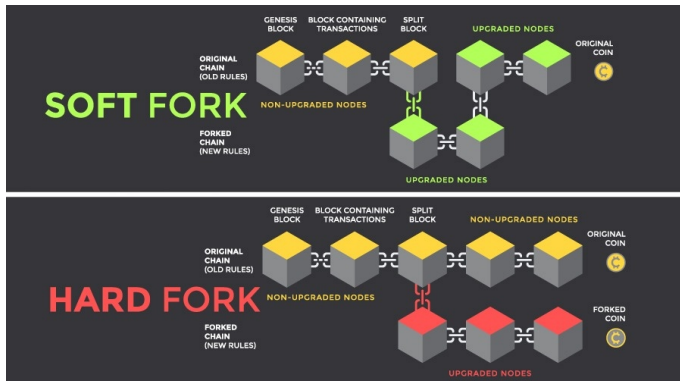 GENESIS
BLOCK
BLOCK CONTAINING
TRANSACTIONS
SPLIT
BLOCK
UPGRADED NODES
ORIGINAL
CHAIN
(OLD RULES)
ORIGINAL
COIN
NON-UPGRADED NODES
SOFT FORK
FORKED
CHAIN
(NEW RULES)
UPGRADED NODES
GENESIS
BLOCK
BLOCK CONTAINING
TRANSACTIONS
SPLIT
BLOCK
NON-UPGRADED NODES
ORIGINAL
CHAIN
(OLD RULES)
ORIGINAL
COIN
NON-UPGRADED NODES
HARD FORK
FORKED
CHAIN
(NEW RULES)
FORKED
COIN
UPGRADED NODES